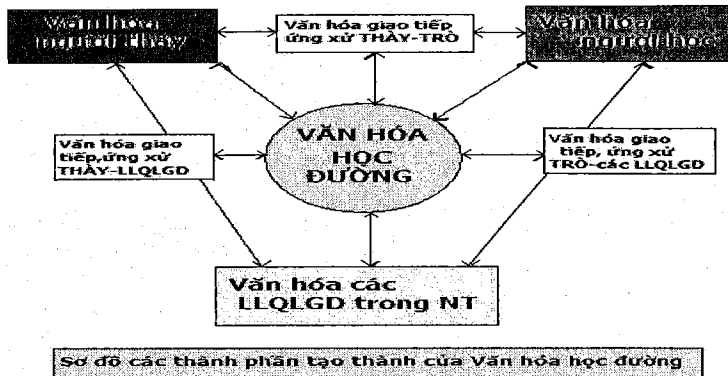 Văn hóa
người thầy
Văn hóa giao tiếp
ứng xử THẦY-TRÒ
Văn hóa
người học
Văn hóa giao
tiếp,ứng xử
THẦY-LLQLGD
VĂN HÓA
HỌC
ĐƯỜNG
Văn hóa giao
tiếp, ứng xử
TRÒ-các LLQLGD
Văn hóa các
LLQLGD trong NT
Sơ đồ các thành phần tạo thành của Văn hóa học đường